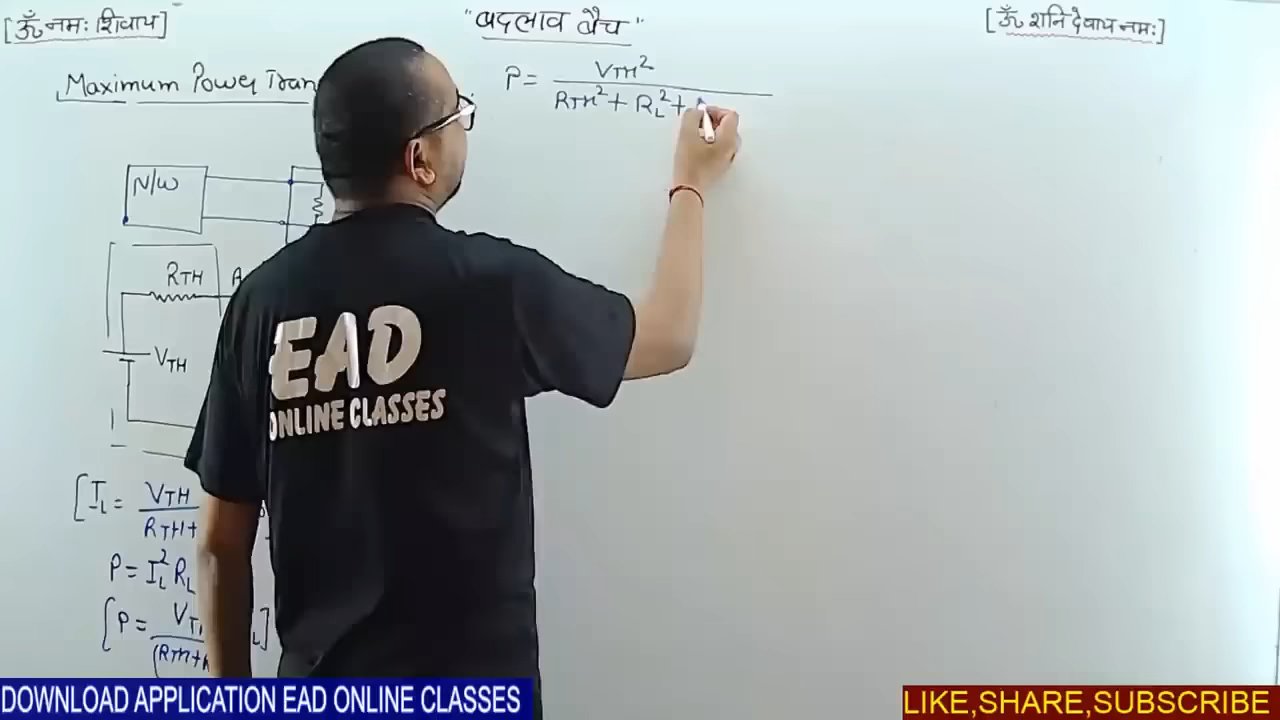 [ॐ नमः शिवाय]
"बदलाव बैच"
[ॐ शनि देवाय नमः]
Maximum Power Tran
N/W
RTH A
VTH
[IL = VTH
RTH+
P = IL² RL
[P = VTH L]
(RTH+
P = VTH²
RTH² + RL² +
EAD
ONLINE CLASSES
DOWNLOAD APPLICATION EAD ONLINE CLASSES
LIKE,SHARE,SUBSCRIBE